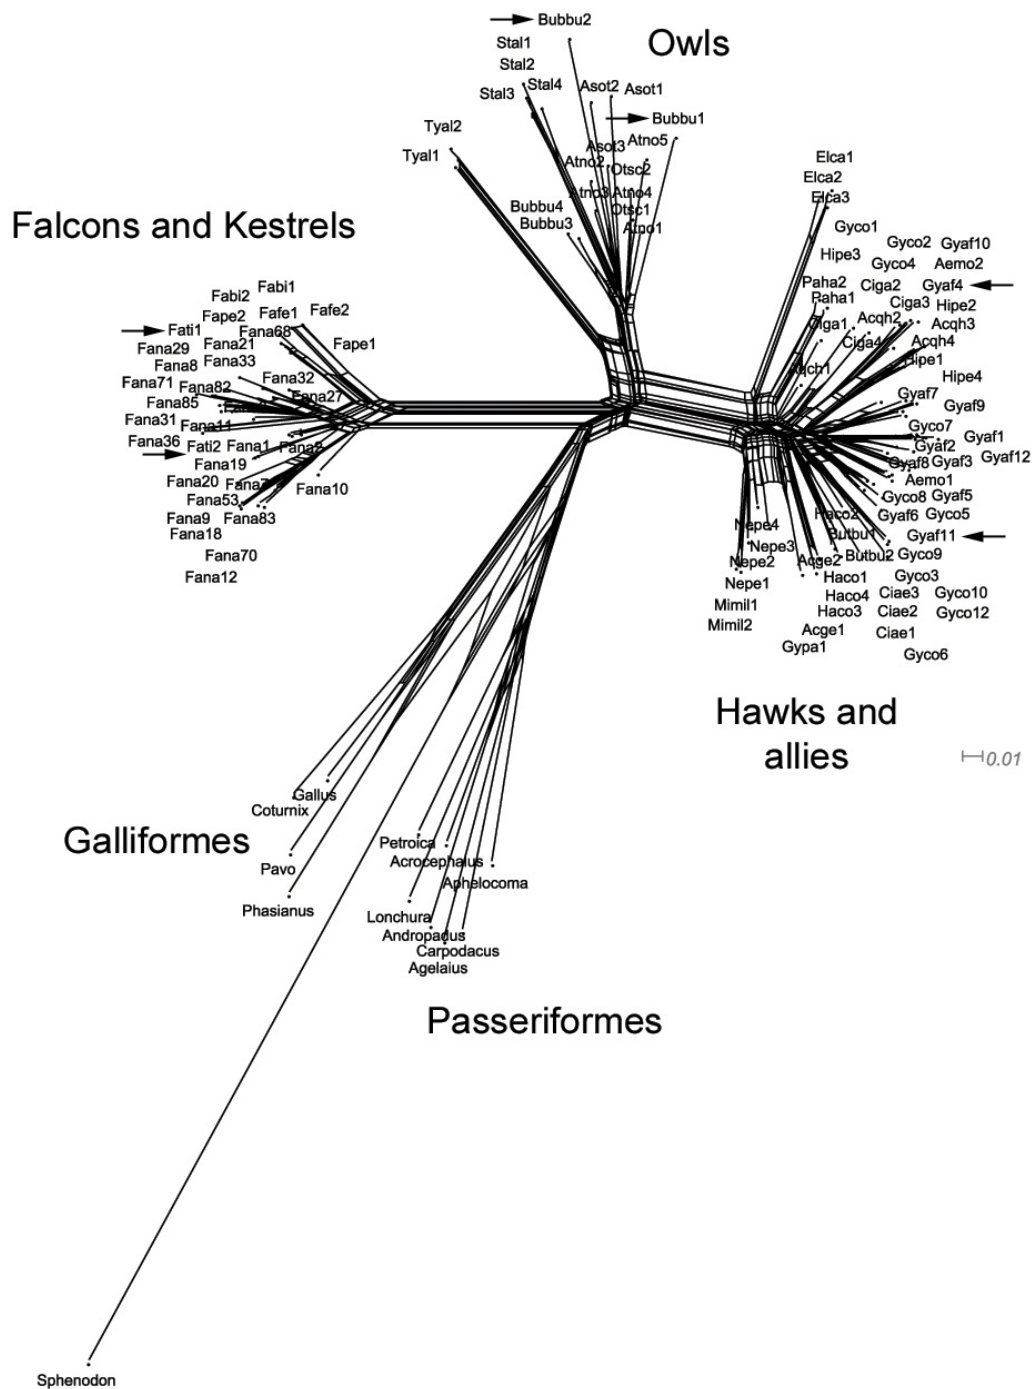 Bubbu2
Owls
Stal1
Stal2
Stal3
Stal4
Asot2
Asot1
Bubbu1
Tyal2
Tyal1
Asot3
Atno5
Atno2
Otsc2
Atno3
Atno4
Otsc1
Atno1
Bubbu4
Bubbu3
Falcons and Kestrels
Fabi1
Fabi2
Fafe2
Fape2
Fafe1
Fati1
Fana68
Fape1
Fana29
Fana21
Fana8
Fana33
Fana71
Fana82
Fana32
Fana27
Fana85
Fana31
Fana11
Fana36
Fati2
Fana1
Fana2
Fana19
Fana20
Fana7
Fana10
Fana53
Fana9
Fana83
Fana18
Fana70
Fana12
Elca1
Elca2
Elca3
Gyco1
Gyco2
Gyaf10
Hipe3
Gyco4
Aemo2
Paha2
Ciga2
Gyaf4
Paha1
Ciga3
Hipe2
Ciga1
Acqh2
Acqh3
Ciga4
Acqh4
Hipe1
Hipe4
Gyaf7
Gyaf9
Gyco7
Gyaf1
Gyaf2
Gyaf12
Gyaf8
Gyaf3
Aemo1
Gyco8
Gyaf5
Haco2
Gyaf6
Gyco5
Nepe4
Butbu1
Gyaf11
Nepe3
Butbu2
Gyco9
Nepe2
Acge2
Nepe1
Haco1
Gyco3
Haco4
Ciae3
Gyco10
Mimil1
Haco3
Ciae2
Gyco12
Mimil2
Acge1
Ciae1
Gypa1
Gyco6
Hawks and
allies
0.01
Gallus
Coturnix
Galliformes
Pavo
Phasianus
Petroica
Acrocephalus
Aphelocoma
Lonchura
Andropadus
Carpodacus
Agelaius
Passeriformes
Sphenodon